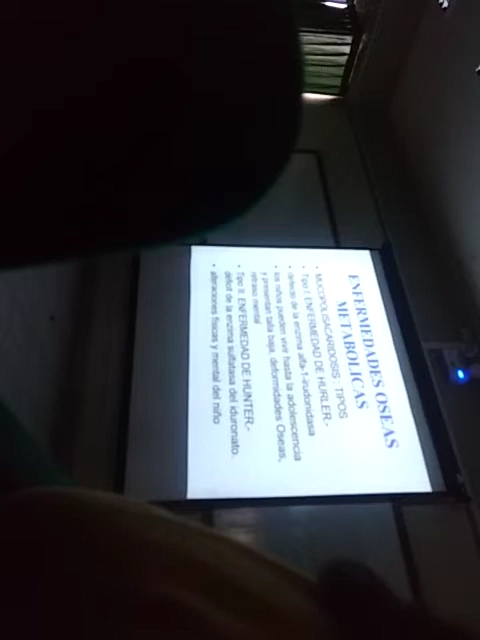 ENFERMEDADES OSEAS
METABOLICAS
• MUCOPOLISACARIDOSIS: TIPOS
• Tipo I: ENFERMEDAD DE HURLER.-
• defecto de la enzima alfa-1-irudonidasa
• los niños pueden vivir hasta la adolescencia
y presentan talla baja, deformidades Oseas,
retraso mental
• Tipo II. ENFERMEDAD DE HUNTER.-
déficit de la enzima sulfatasa del iduronato.
• alteraciones físicas y mental del niño